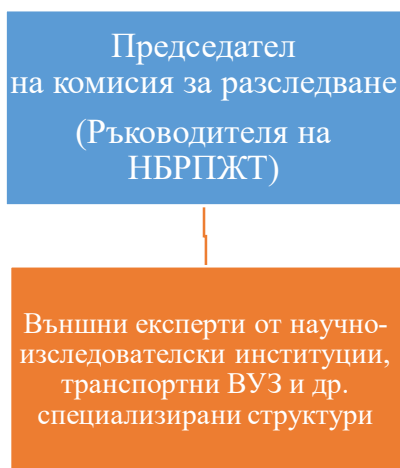 Председател
на комисия за разследване
(Ръководителя на
НБРПЖТ)
Външни експерти от научно-
изследователски институции,
транспортни ВУЗ и др.
специализирани структури